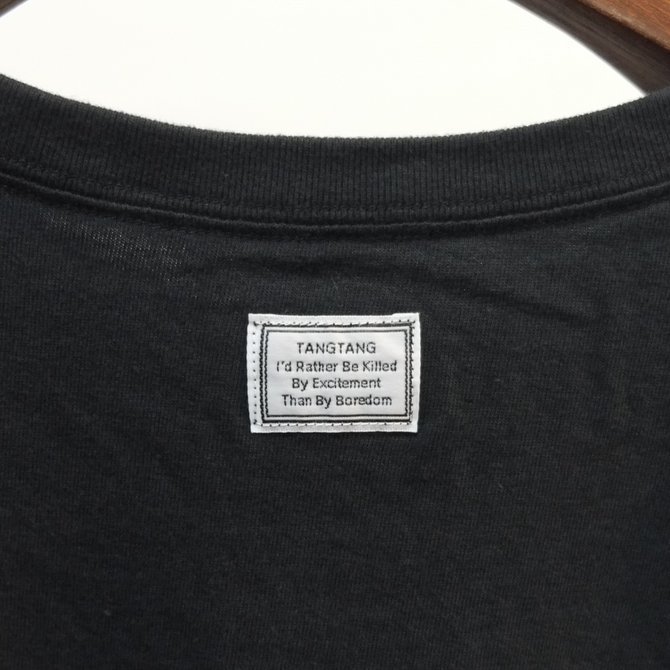 TANGTANG
I'd Rather Be Killed
By Excitement
Than By Boredom